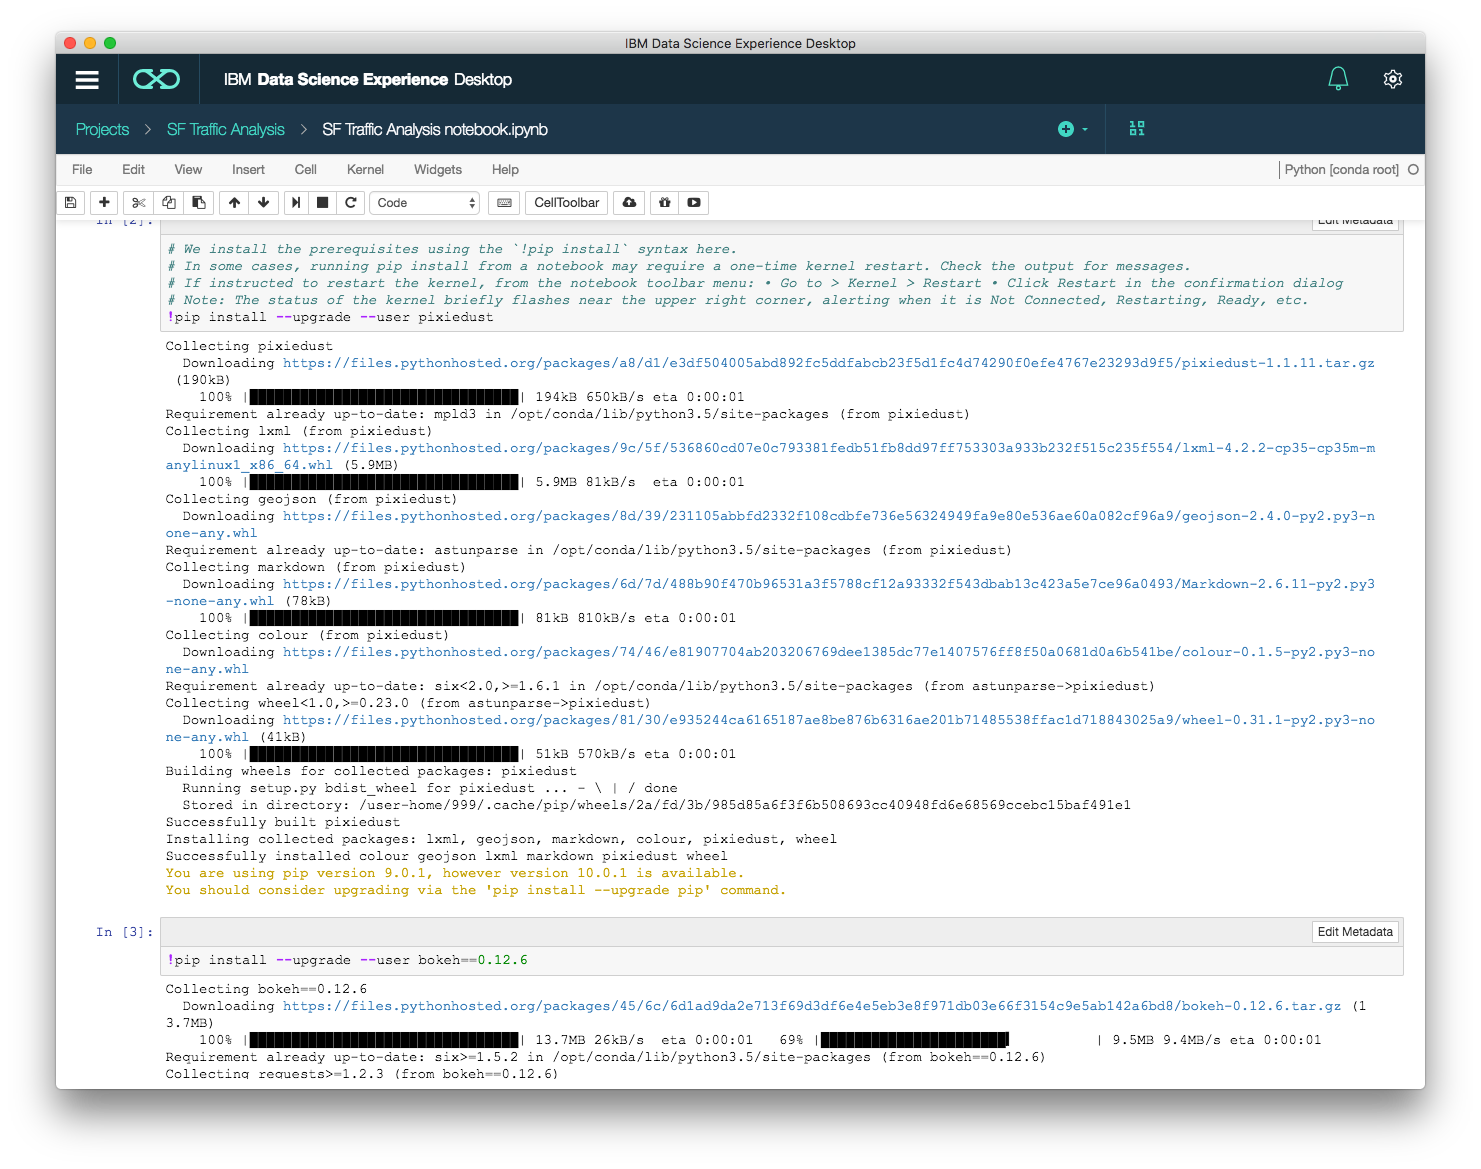 IBM Data Science Experience Desktop
IBM Data Science Experience Desktop
Projects > SF Traffic Analysis > SF Traffic Analysis notebook.ipynb
File Edit View Insert Cell Kernel Widgets Help Python [conda root]
Code CellToolbar
In [2]: Edit Metadata
# We install the prerequisites using the `!pip install` syntax here.
# In some cases, running pip install from a notebook may require a one-time kernel restart. Check the output for messages.
# If instructed to restart the kernel, from the notebook toolbar menu: • Go to > Kernel > Restart • Click Restart in the confirmation dialog
# Note: The status of the kernel briefly flashes near the upper right corner, alerting when it is Not Connected, Restarting, Ready, etc.
!pip install --upgrade --user pixiedust
Collecting pixiedust
Downloading https://files.pythonhosted.org/packages/a8/d1/e3df504005abd892fc5ddfabcb23f5d1fc4d74290f0efe4767e23293d9f5/pixiedust-1.1.11.tar.gz
(190kB)
100% |████████████████████████████████| 194kB 650kB/s eta 0:00:01
Requirement already up-to-date: mpld3 in /opt/conda/lib/python3.5/site-packages (from pixiedust)
Collecting lxml (from pixiedust)
Downloading https://files.pythonhosted.org/packages/9c/5f/536860cd07e0c793381fedb51fb8dd97ff753303a933b232f515c235f554/lxml-4.2.2-cp35-cp35m-m
anylinux1_x86_64.whl (5.9MB)
100% |████████████████████████████████| 5.9MB 81kB/s eta 0:00:01
Collecting geojson (from pixiedust)
Downloading https://files.pythonhosted.org/packages/8d/39/231105abbfd2332f108cdbfe736e56324949fa9e80e536ae60a082cf96a9/geojson-2.4.0-py2.py3-n
one-any.whl
Requirement already up-to-date: astunparse in /opt/conda/lib/python3.5/site-packages (from pixiedust)
Collecting markdown (from pixiedust)
Downloading https://files.pythonhosted.org/packages/6d/7d/488b90f470b96531a3f5788cf12a93332f543dbab13c423a5e7ce96a0493/Markdown-2.6.11-py2.py3
-none-any.whl (78kB)
100% |████████████████████████████████| 81kB 810kB/s eta 0:00:01
Collecting colour (from pixiedust)
Downloading https://files.pythonhosted.org/packages/74/46/e81907704ab203206769dee1385dc77e1407576ff8f50a0681d0a6b541be/colour-0.1.5-py2.py3-no
ne-any.whl
Requirement already up-to-date: six<2.0,>=1.6.1 in /opt/conda/lib/python3.5/site-packages (from astunparse->pixiedust)
Collecting wheel<1.0,>=0.23.0 (from astunparse->pixiedust)
Downloading https://files.pythonhosted.org/packages/81/30/e935244ca6165187ae8be876b6316ae201b71485538ffac1d718843025a9/wheel-0.31.1-py2.py3-no
ne-any.whl (41kB)
100% |████████████████████████████████| 51kB 570kB/s eta 0:00:01
Building wheels for collected packages: pixiedust
Running setup.py bdist_wheel for pixiedust ... - \ | / done
Stored in directory: /user-home/999/.cache/pip/wheels/2a/fd/3b/985d85a6f3f6b508693cc40948fd6e68569ccebc15baf491e1
Successfully built pixiedust
Installing collected packages: lxml, geojson, markdown, colour, pixiedust, wheel
Successfully installed colour geojson lxml markdown pixiedust wheel
You are using pip version 9.0.1, however version 10.0.1 is available.
You should consider upgrading via the 'pip install --upgrade pip' command.
In [3]: Edit Metadata
!pip install --upgrade --user bokeh==0.12.6
Collecting bokeh==0.12.6
Downloading https://files.pythonhosted.org/packages/45/6c/6d1ad9da2e713f69d3df6e4e5eb3e8f971db03e66f3154c9e5ab142a6bd8/bokeh-0.12.6.tar.gz (1
3.7MB)
100% |████████████████████████████████| 13.7MB 26kB/s eta 0:00:01 69% |██████████████████████▎ | 9.5MB 9.4MB/s eta 0:00:01
Requirement already up-to-date: six>=1.5.2 in /opt/conda/lib/python3.5/site-packages (from bokeh==0.12.6)
Collecting requests>=1.2.3 (from bokeh==0.12.6)